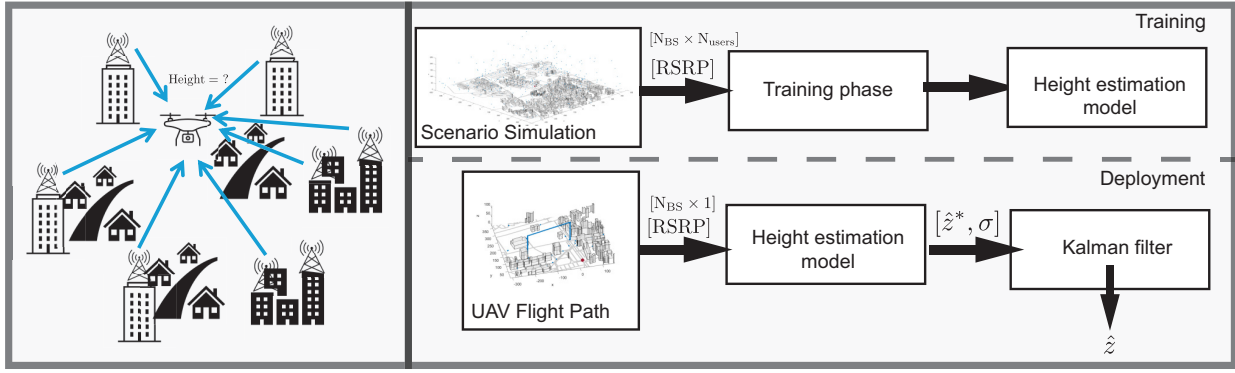 Height = ?
Training
[N_BS × N_users]
[RSRP]
Scenario Simulation
Training phase
Height estimation
model
Deployment
[N_BS × 1]
[RSRP]
UAV Flight Path
Height estimation
model
[ẑ*, σ]
Kalman filter
ẑ